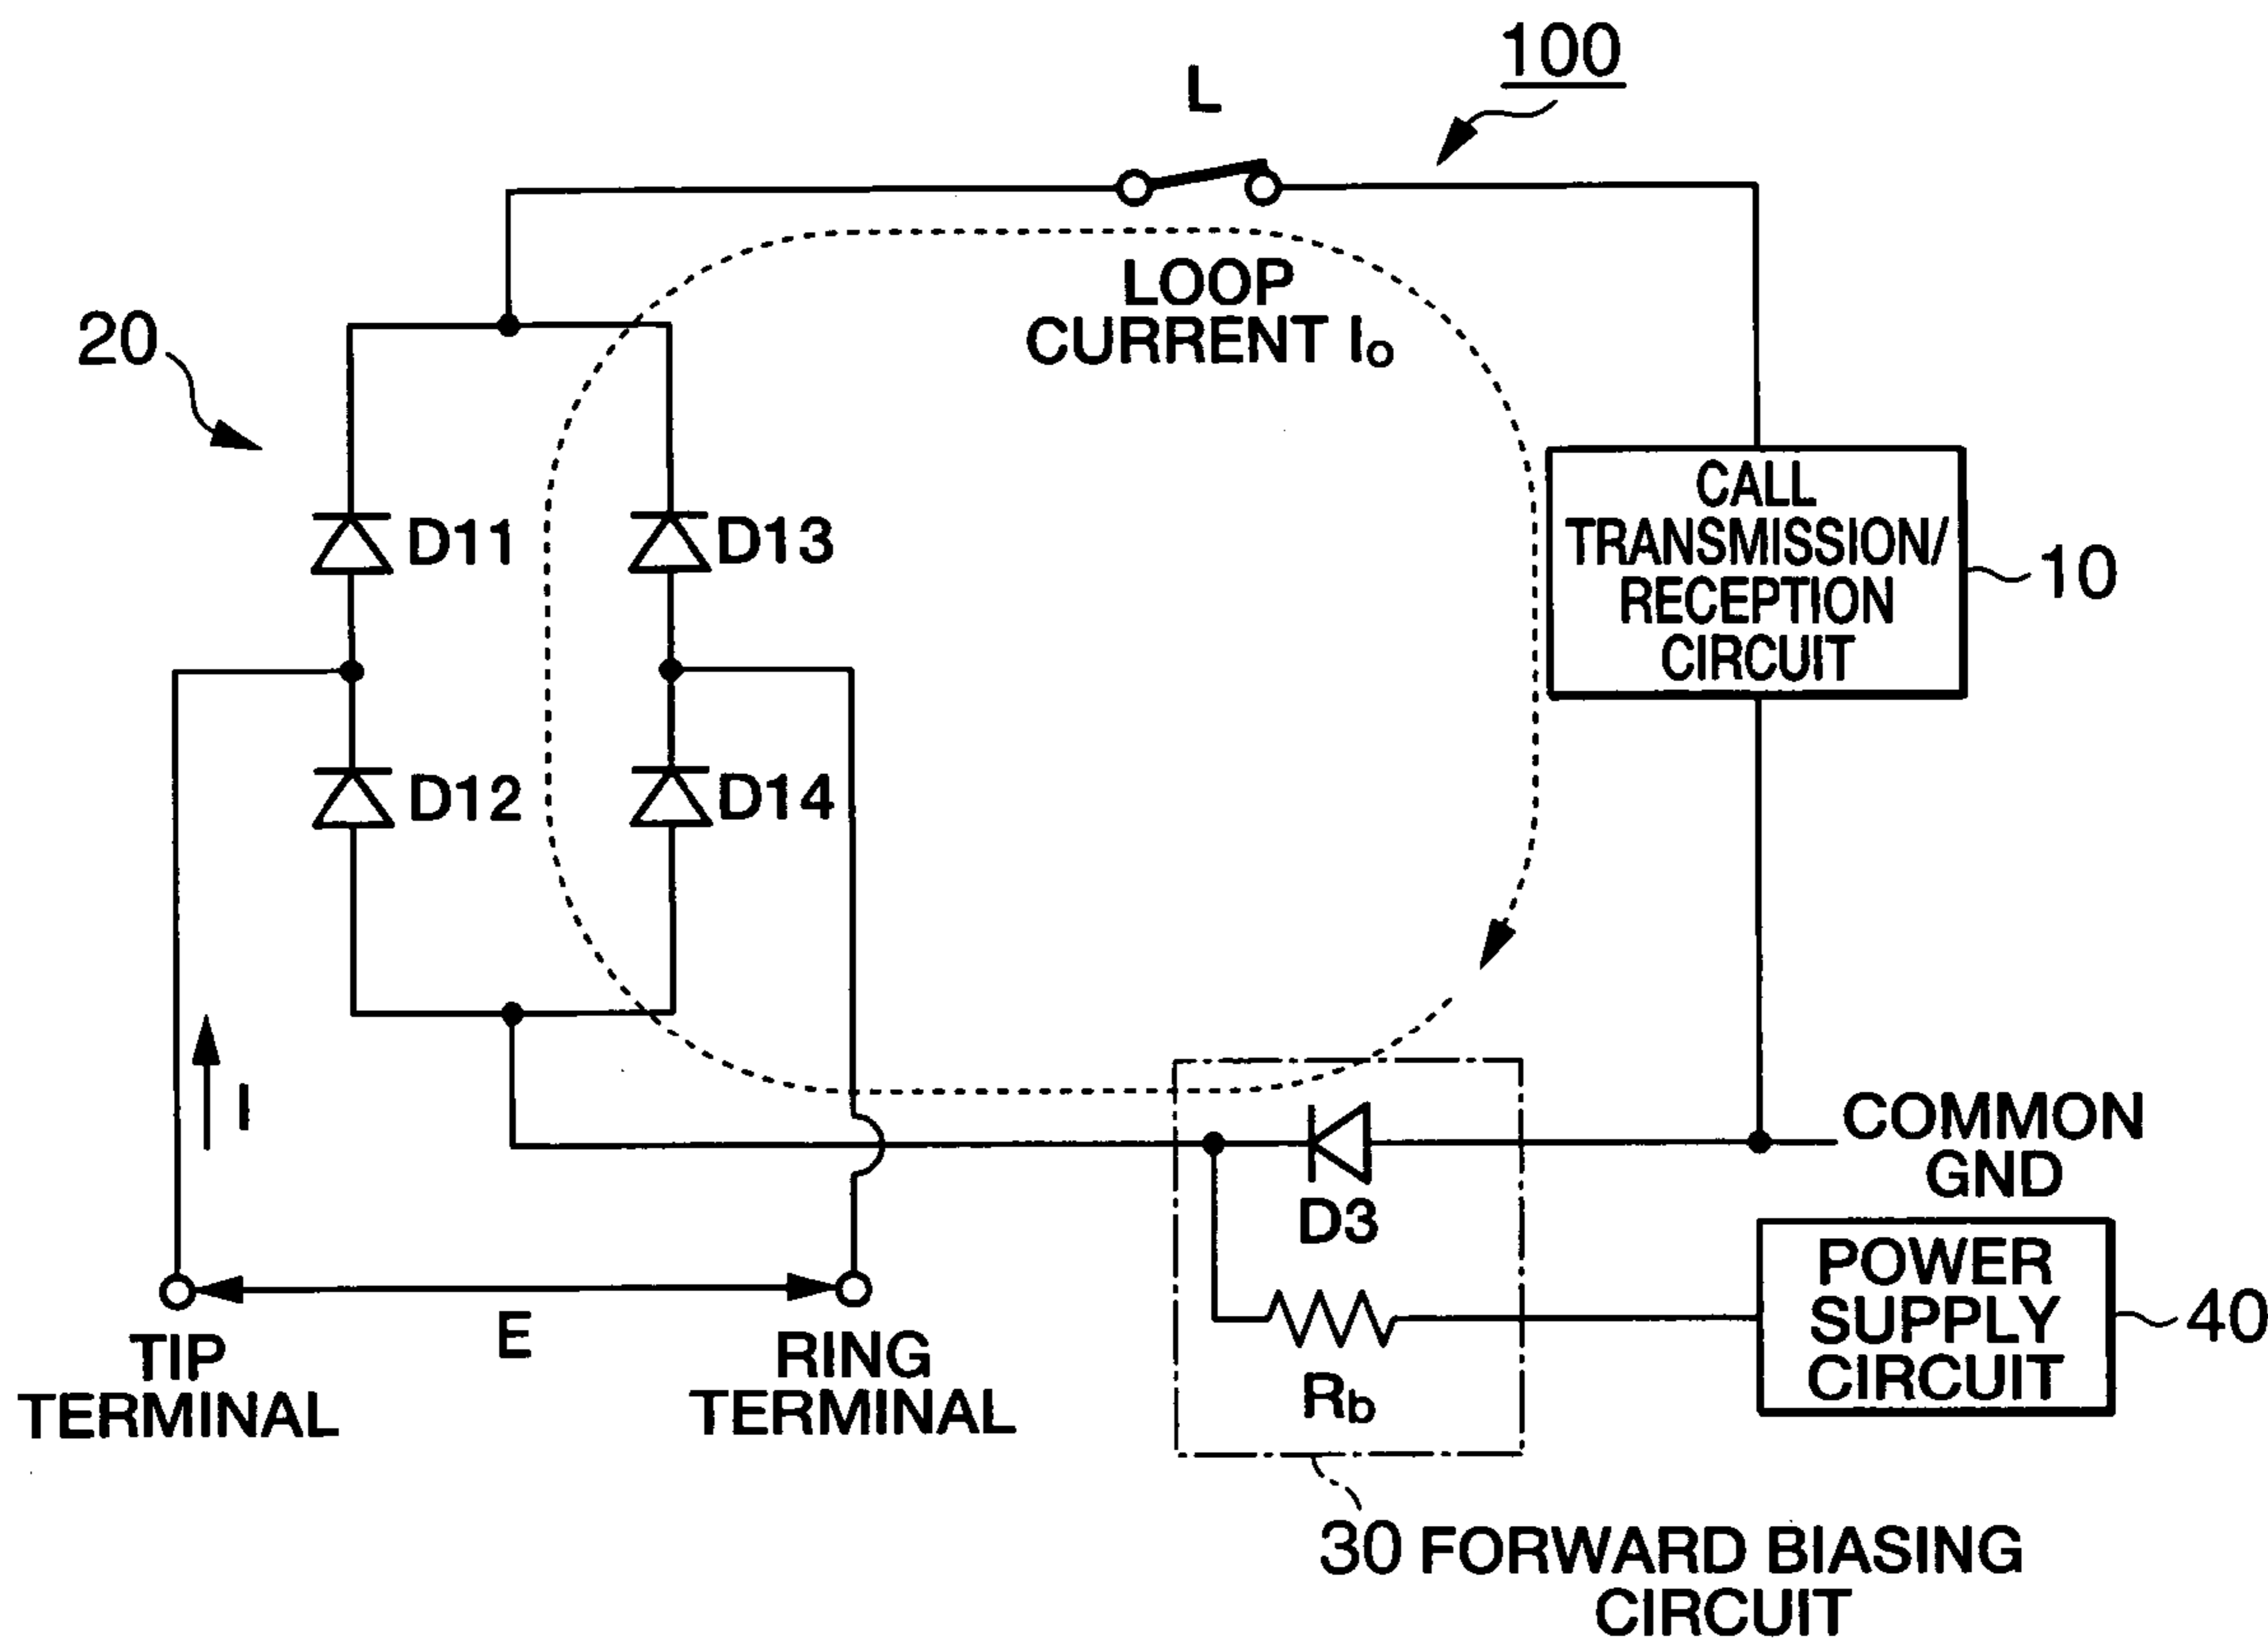 100
L
LOOP
CURRENT Io
20
D11
D13
CALL
TRANSMISSION/
RECEPTION
CIRCUIT
10
D12
D14
I
COMMON
GND
D3
E
TIP
TERMINAL
RING
TERMINAL
Rb
POWER
SUPPLY
CIRCUIT
40
30 FORWARD BIASING
CIRCUIT